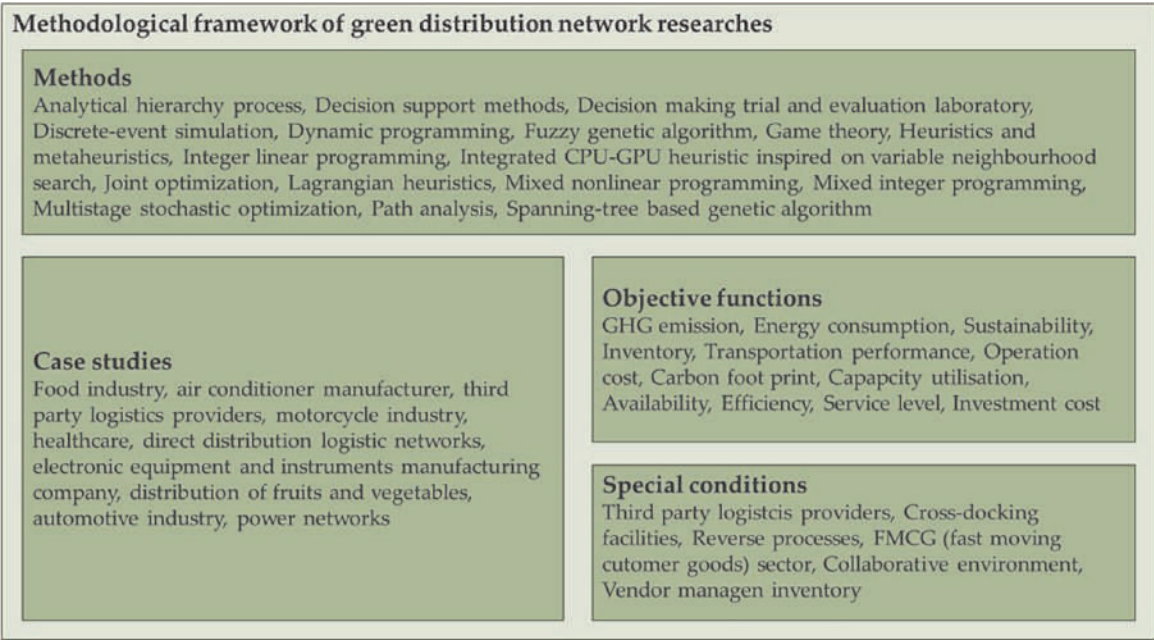 Methodological framework of green distribution network researches
Methods
Analytical hierarchy process, Decision support methods, Decision making trial and evaluation laboratory,
Discrete-event simulation, Dynamic programming, Fuzzy genetic algorithm, Game theory, Heuristics and
metaheuristics, Integer linear programming, Integrated CPU-GPU heuristic inspired on variable neighbourhood
search, Joint optimization, Lagrangian heuristics, Mixed nonlinear programming, Mixed integer programming,
Multistage stochastic optimization, Path analysis, Spanning-tree based genetic algorithm
Case studies
Food industry, air conditioner manufacturer, third
party logistics providers, motorcycle industry,
healthcare, direct distribution logistic networks,
electronic equipment and instruments manufacturing
company, distribution of fruits and vegetables,
automotive industry, power networks
Objective functions
GHG emission, Energy consumption, Sustainability,
Inventory, Transportation performance, Operation
cost, Carbon foot print, Capapcity utilisation,
Availability, Efficiency, Service level, Investment cost
Special conditions
Third party logistcis providers, Cross-docking
facilities, Reverse processes, FMCG (fast moving
cutomer goods) sector, Collaborative environment,
Vendor managen inventory